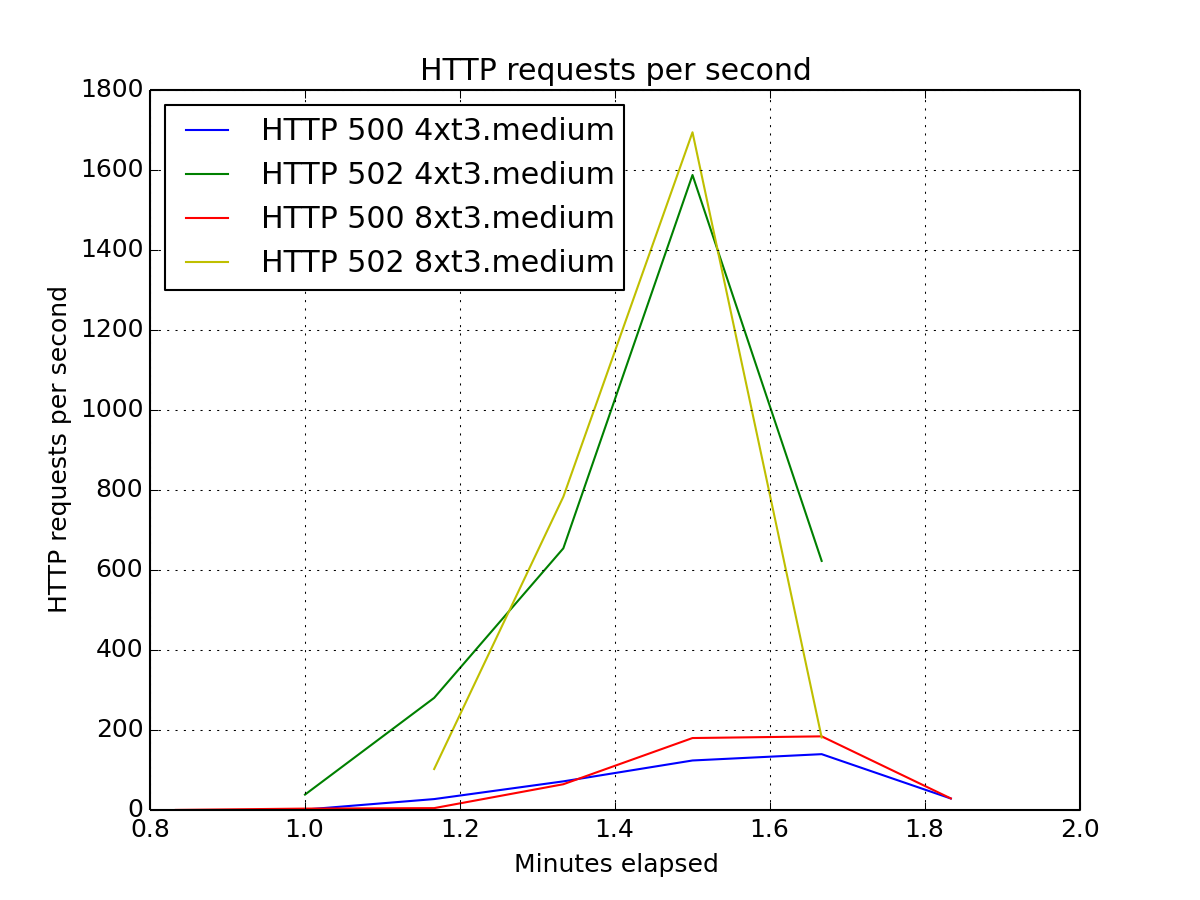 HTTP requests per second
1800
1600
1400
1200
1000
800
600
400
200
0
HTTP requests per second
HTTP 500 4xt3.medium
HTTP 502 4xt3.medium
HTTP 500 8xt3.medium
HTTP 502 8xt3.medium
0.8 1.0 1.2 1.4 1.6 1.8 2.0
Minutes elapsed